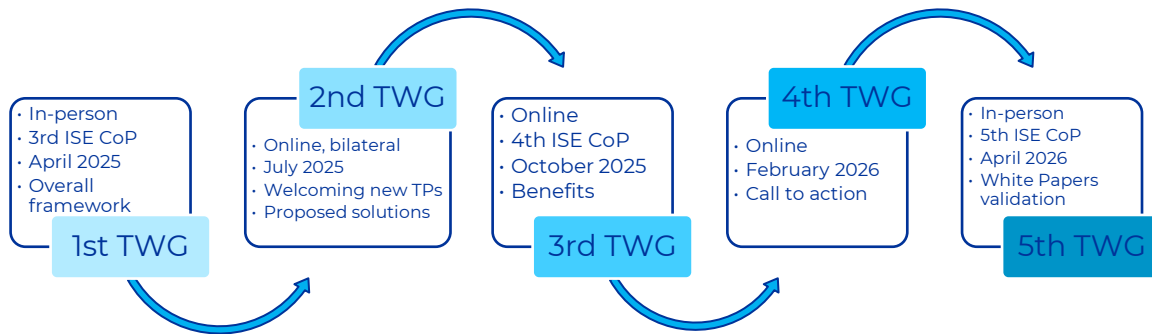 · In-person
· 3rd ISE CoP
· April 2025
· Overall
framework
1st TWG
2nd TWG
· Online, bilateral
· July 2025
· Welcoming new TPs
· Proposed solutions
· Online
· 4th ISE CoP
· October 2025
· Benefits
3rd TWG
4th TWG
· Online
· February 2026
· Call to action
· In-person
· 5th ISE CoP
· April 2026
· White Papers
validation
5th TWG